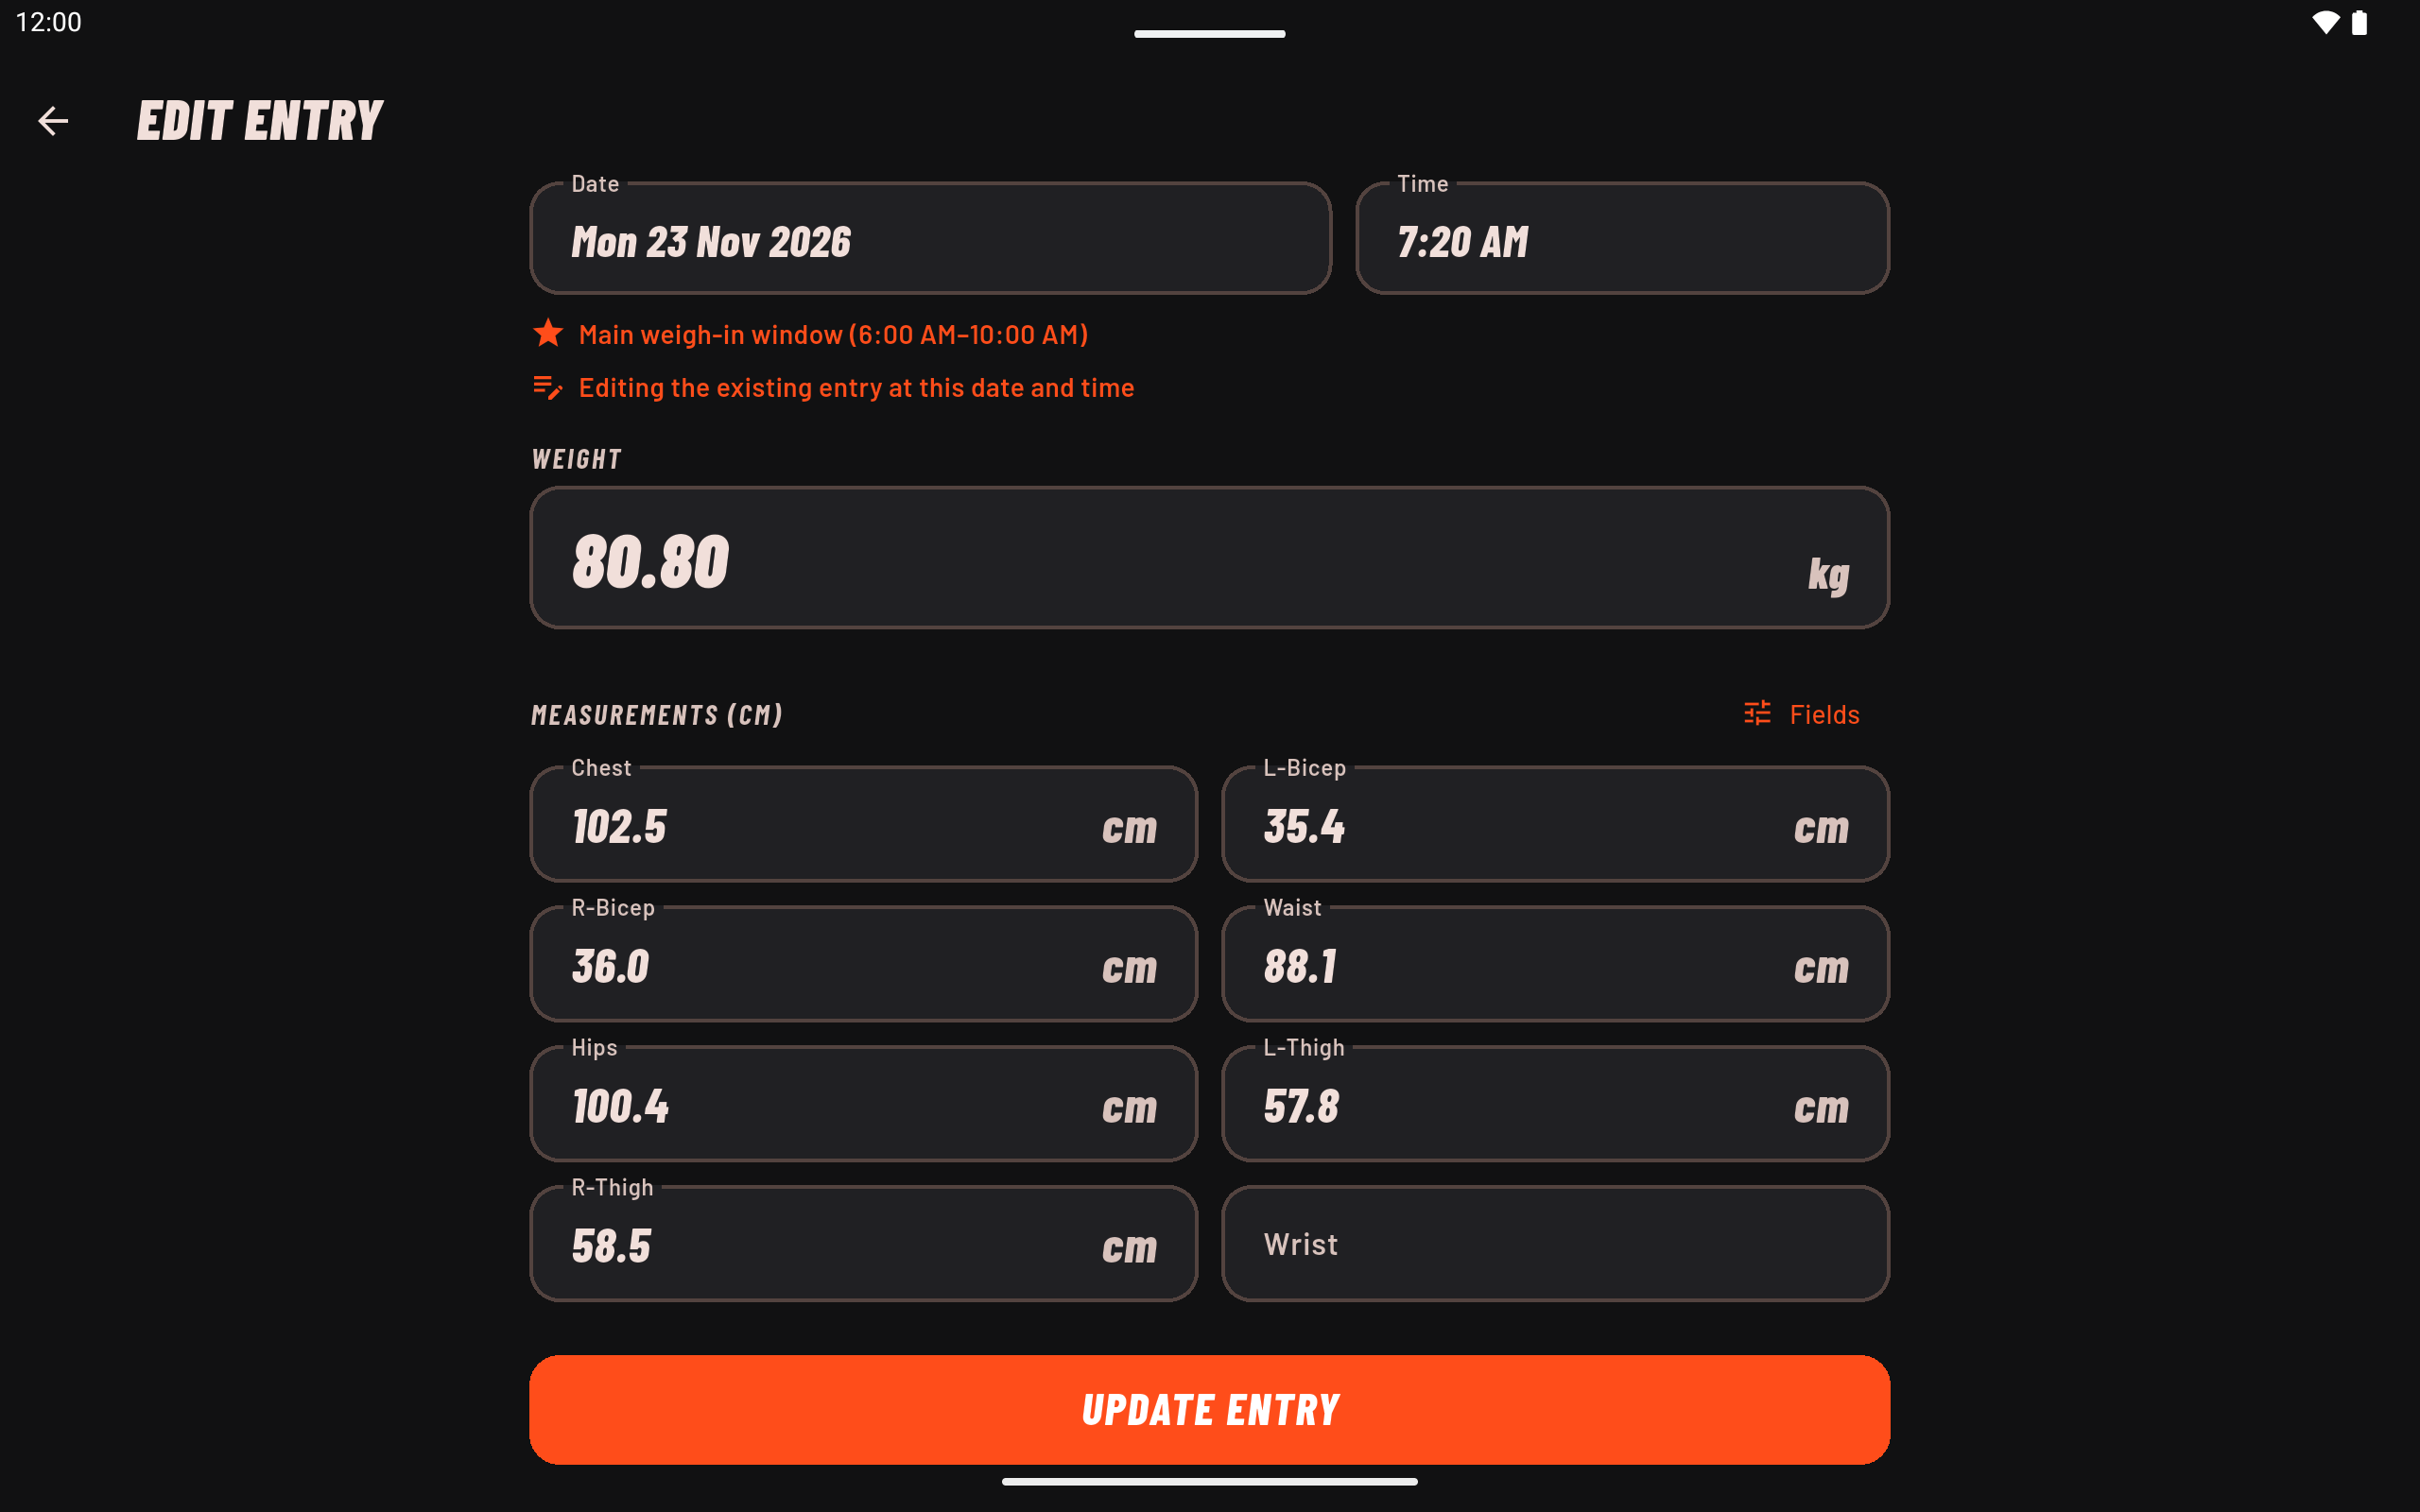 12:00
EDIT ENTRY
Date
Time
Mon 23 Nov 2026
7:20 AM
Main weigh-in window (6:00 AM–10:00 AM)
Editing the existing entry at this date and time
WEIGHT
80.80
kg
MEASUREMENTS (CM)
Fields
Chest
L-Bicep
102.5 cm
35.4 cm
R-Bicep
Waist
36.0 cm
88.1 cm
Hips
L-Thigh
100.4 cm
57.8 cm
R-Thigh
58.5 cm
Wrist
UPDATE ENTRY